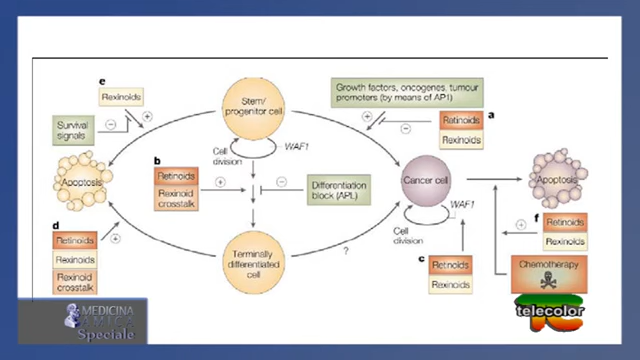 e
Rexinoids
Survival
signals
Apoptosis
Stem/
progenitor cell
Cell
division
WAF1
Growth factors, oncogenes, tumour
promoters (by means of AP1)
a
Retinoids
Rexinoids
b
Retinoids
Rexinoid
crosstalk
Differentiation
block (APL)
Cancer cell
WAF1
Cell
division
Apoptosis
d
Retinoids
Rexinoids
Rexinoid
crosstalk
Terminally
differentiated
cell
?
c
Retinoids
Rexinoids
f
Retinoids
Rexinoids
Chemotherapy
MEDICINA
AMICA
Speciale
telecolor